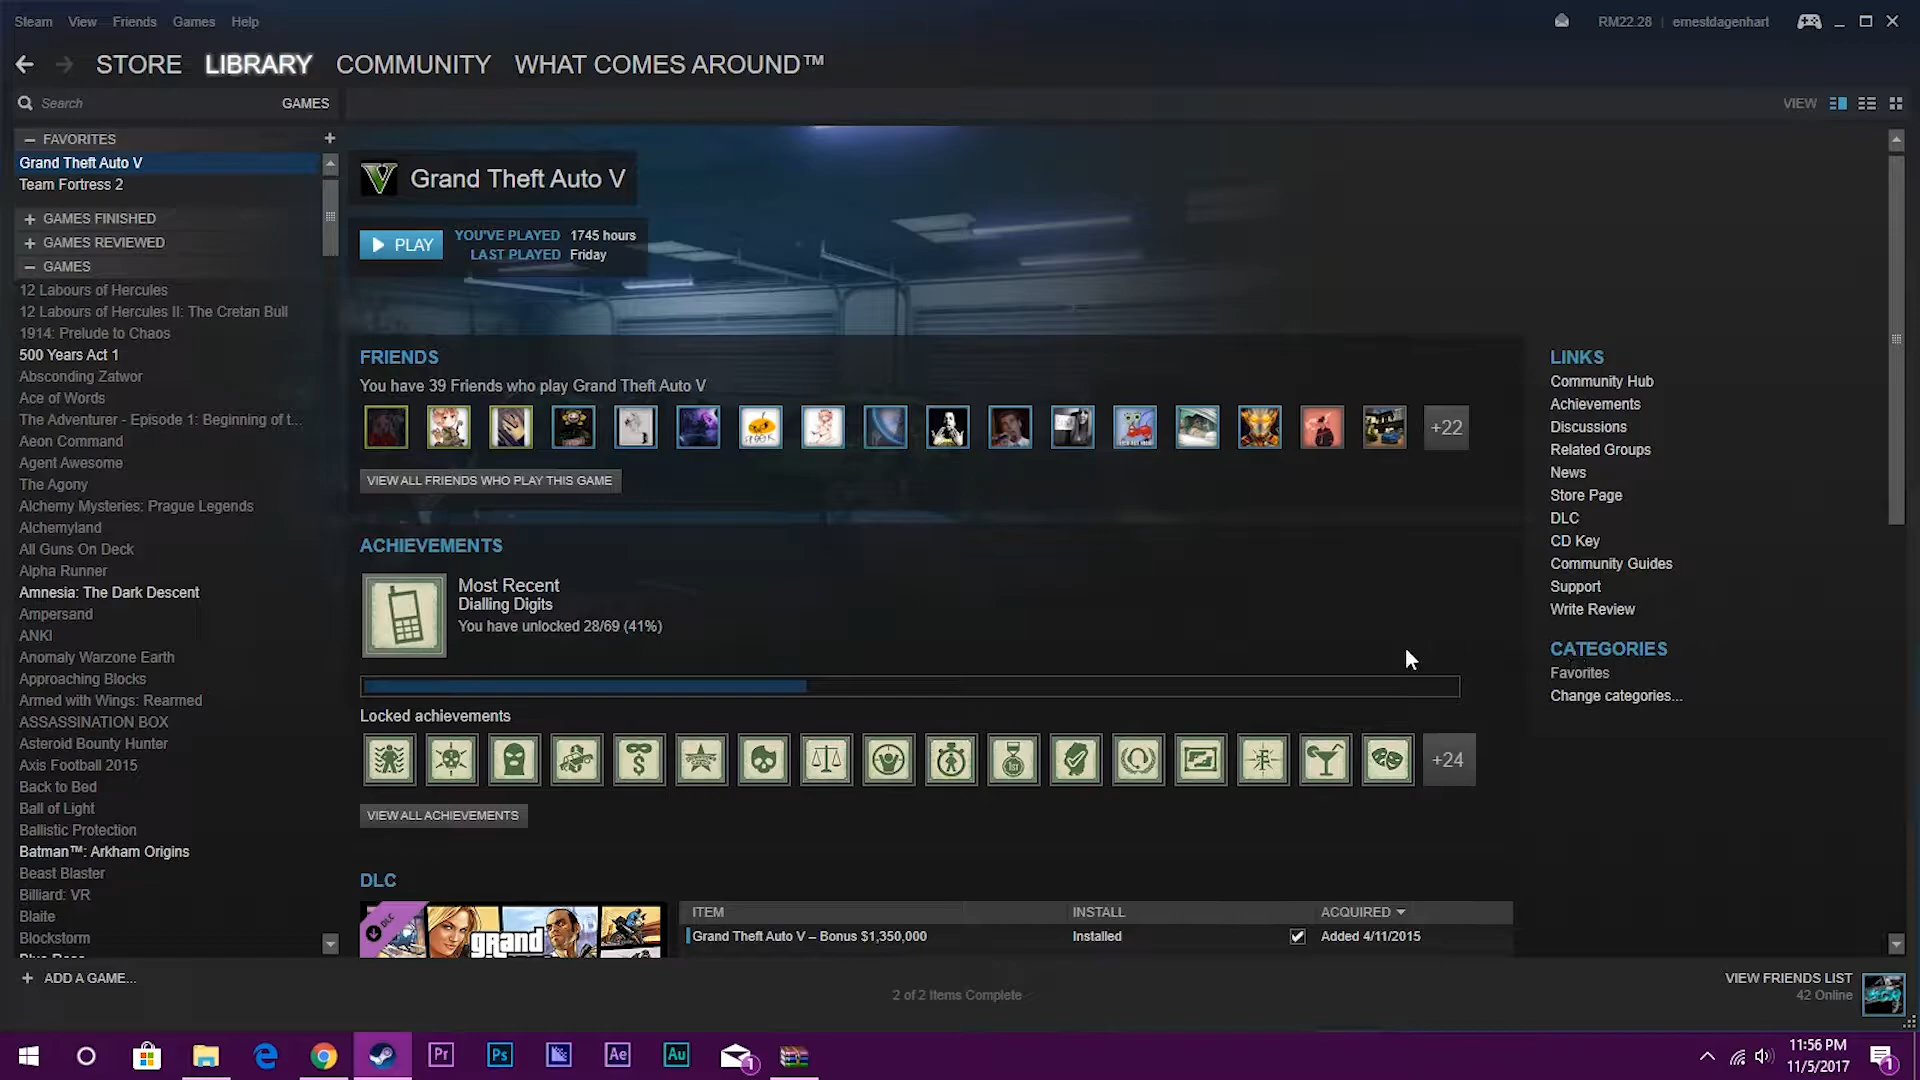 Steam View Friends Games Help
RM22.28 | ernestdagenhart
STORE LIBRARY COMMUNITY WHAT COMES AROUND™
Search GAMES
VIEW
FAVORITES
Grand Theft Auto V
Team Fortress 2
GAMES FINISHED
GAMES REVIEWED
GAMES
12 Labours of Hercules
12 Labours of Hercules II: The Cretan Bull
1914: Prelude to Chaos
500 Years Act 1
Absconding Zatwor
Ace of Words
The Adventurer - Episode 1: Beginning of t...
Aeon Command
Agent Awesome
The Agony
Alchemy Mysteries: Prague Legends
Alchemyland
All Guns On Deck
Alpha Runner
Amnesia: The Dark Descent
Ampersand
ANKI
Anomaly Warzone Earth
Approaching Blocks
Armed with Wings: Rearmed
ASSASSINATION BOX
Asteroid Bounty Hunter
Axis Football 2015
Back to Bed
Ball of Light
Ballistic Protection
Batman™: Arkham Origins
Beast Blaster
Billiard: VR
Blaite
Blockstorm
ADD A GAME...
Grand Theft Auto V
PLAY
YOU'VE PLAYED 1745 hours
LAST PLAYED Friday
FRIENDS
You have 39 Friends who play Grand Theft Auto V
+22
VIEW ALL FRIENDS WHO PLAY THIS GAME
ACHIEVEMENTS
Most Recent
Dialling Digits
You have unlocked 28/69 (41%)
Locked achievements
+24
VIEW ALL ACHIEVEMENTS
DLC
DLC
grand
ITEM INSTALL ACQUIRED
Grand Theft Auto V – Bonus $1,350,000 Installed Added 4/11/2015
LINKS
Community Hub
Achievements
Discussions
Related Groups
News
Store Page
DLC
CD Key
Community Guides
Support
Write Review
CATEGORIES
Favorites
Change categories...
2 of 2 Items Complete
VIEW FRIENDS LIST
42 Online
Pr Ps Ae Au 1
11:56 PM
11/5/2017
1